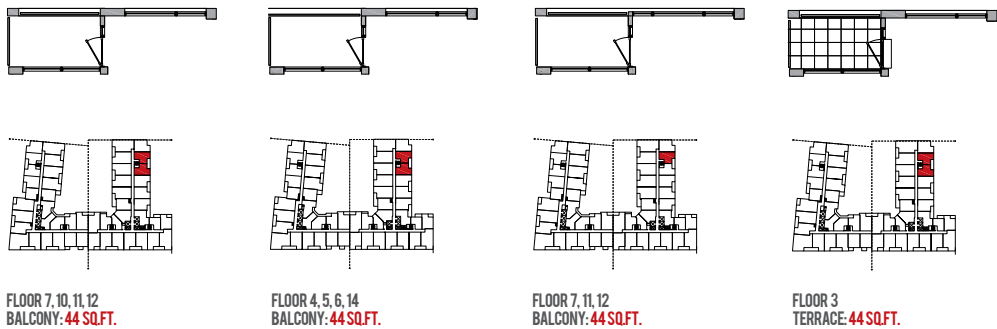 FLOOR 7, 10, 11, 12
BALCONY: 44 SQ.FT.
FLOOR 4, 5, 6, 14
BALCONY: 44 SQ.FT.
FLOOR 7, 11, 12
BALCONY: 44 SQ.FT.
FLOOR 3
TERRACE: 44 SQ.FT.